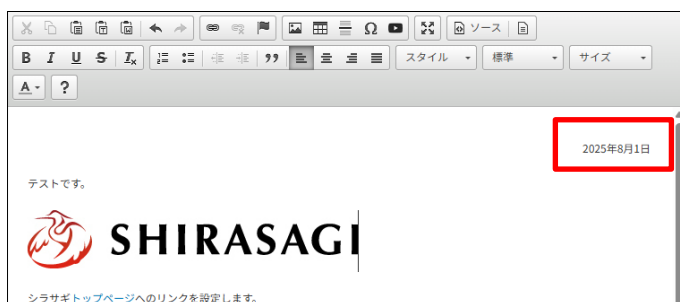 ソース
B I U S Ix スタイル 標準 サイズ
A ?
2025年8月1日
テストです。
SHIRASAGI
シラサギトップページへのリンクを設定します。